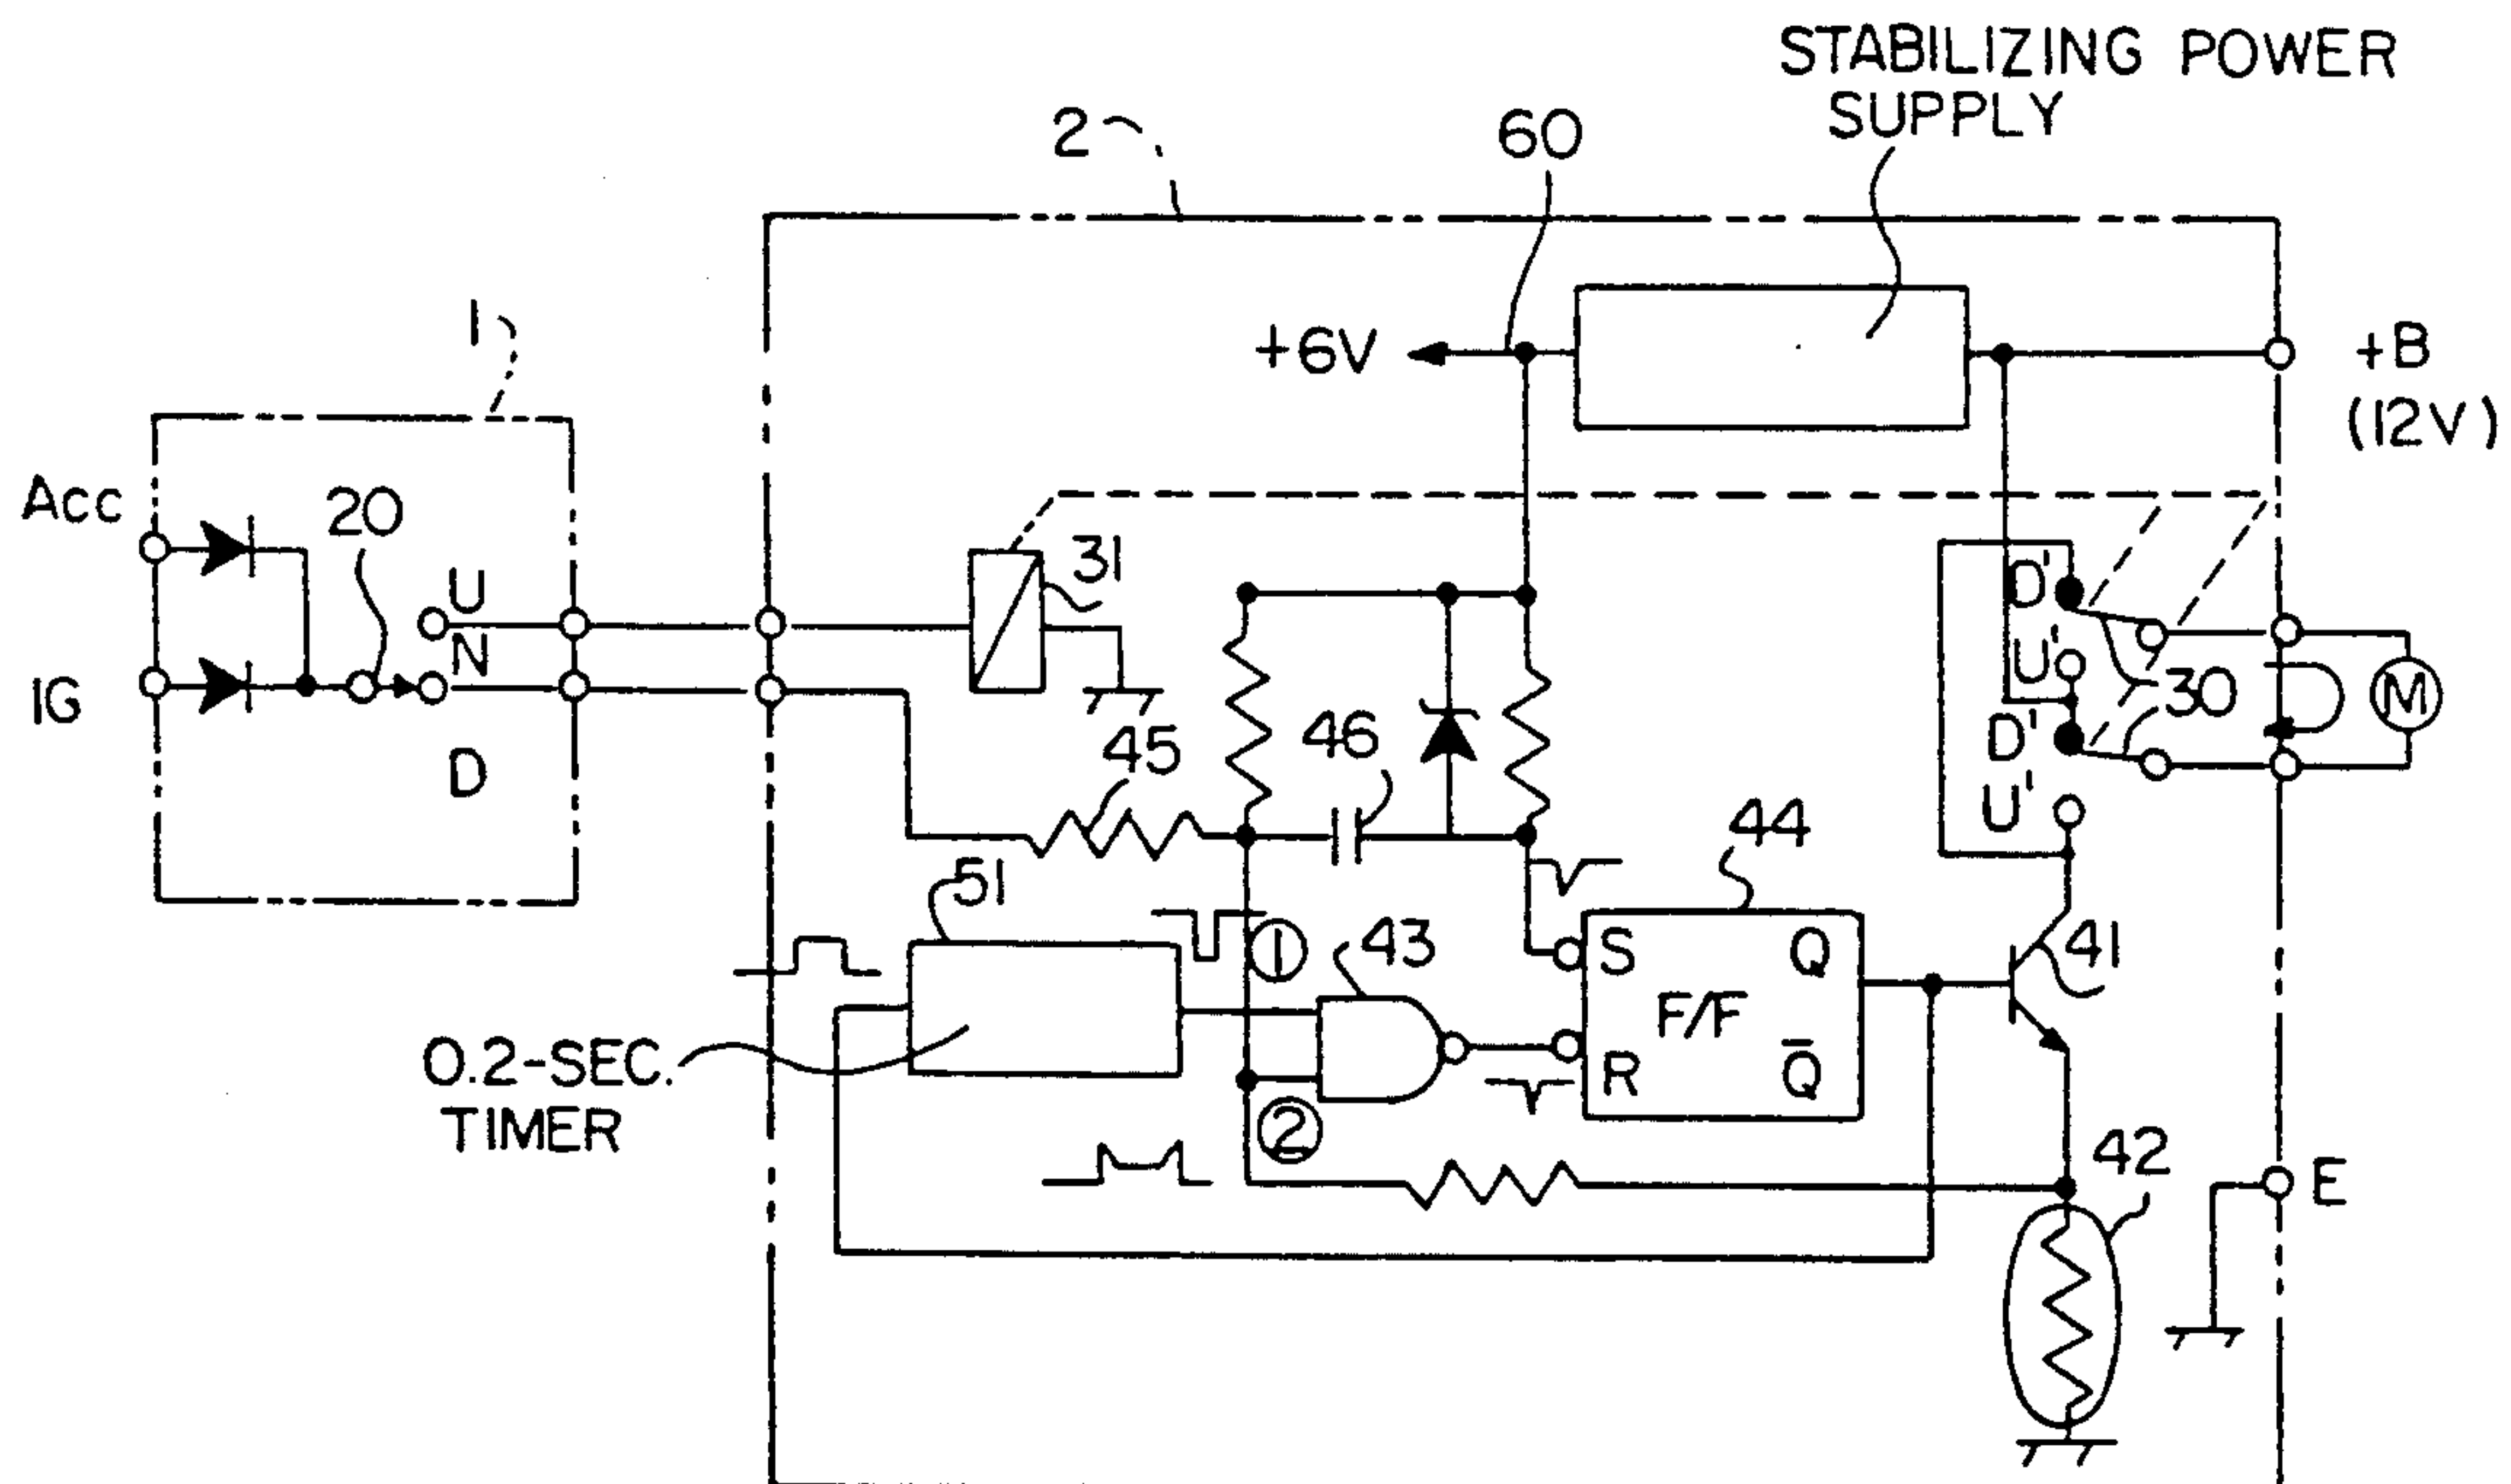 STABILIZING POWER
SUPPLY
2
60
1
+6V
+B
(12V)
Acc
20
31
U
N
D'
U'
30
M
IG
D
45
46
D'
U'
44
51
1
43
S
Q
41
F/F
0.2-SEC.
TIMER
R
Q̅
2
42
E